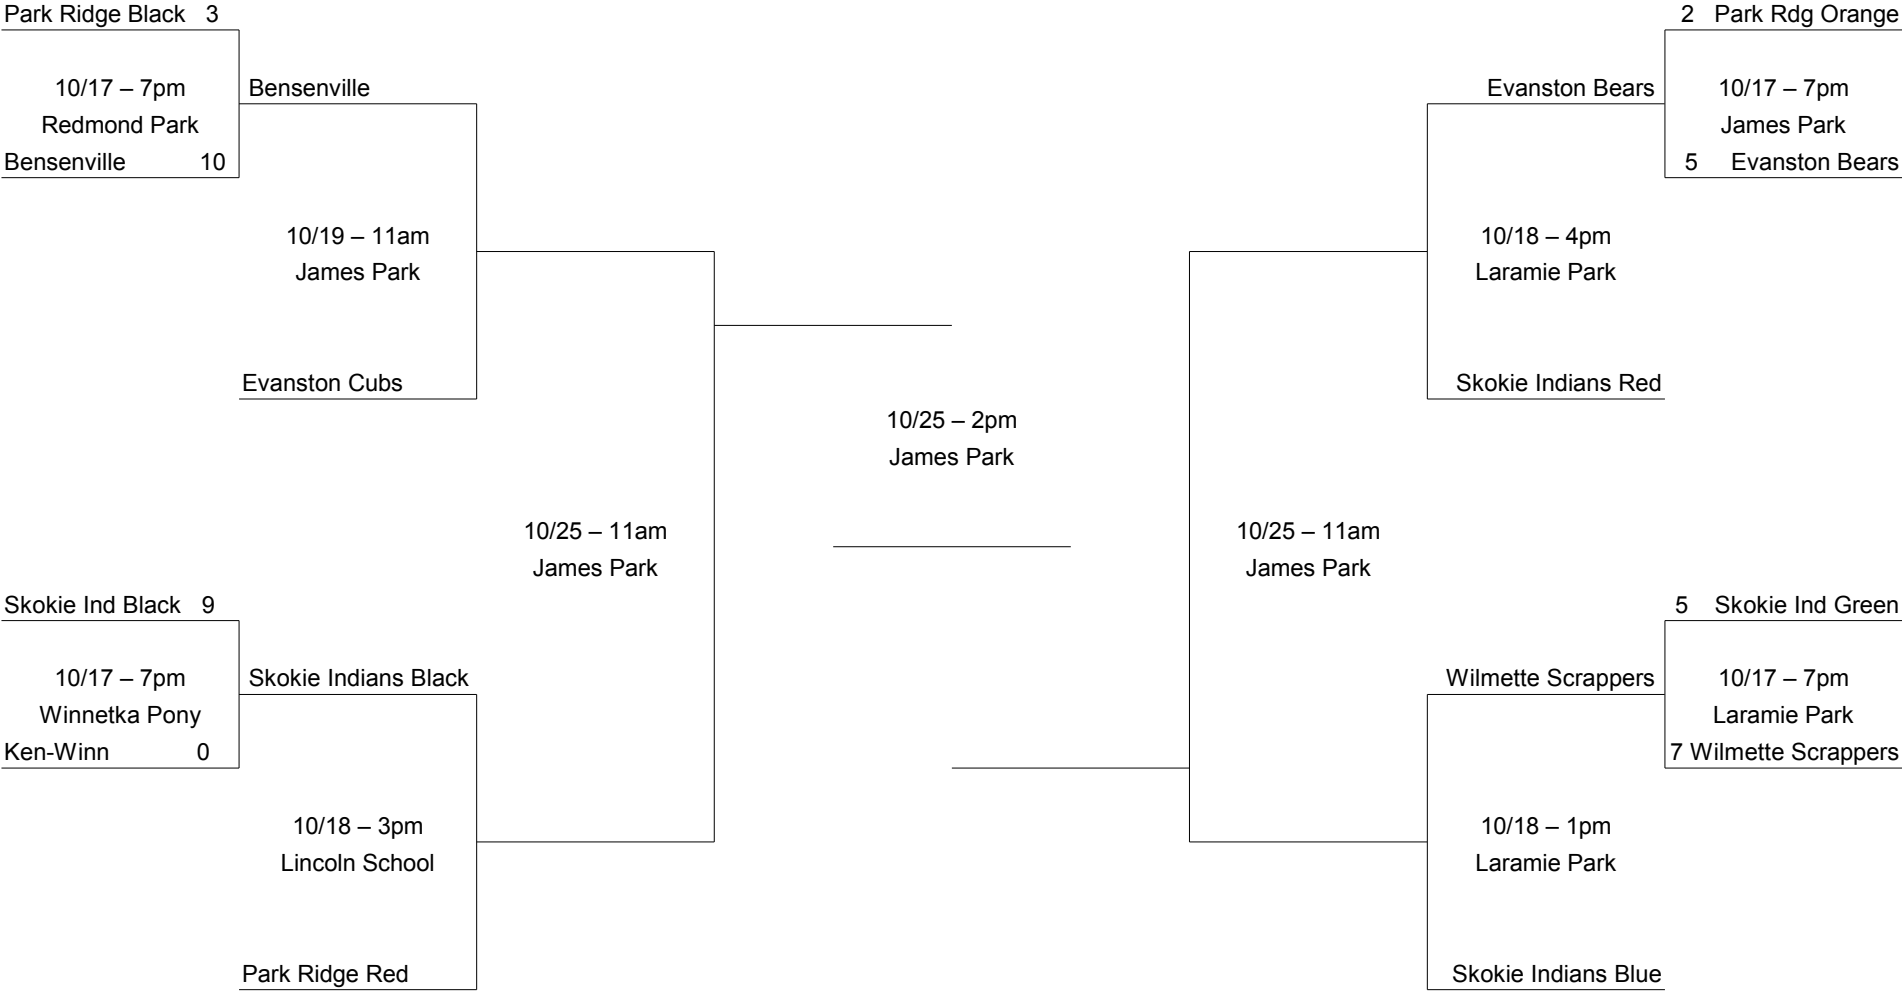 Park Ridge Black 3
10/17 – 7pm
Redmond Park
Bensenville 10
Bensenville
10/19 – 11am
James Park
Evanston Cubs
Skokie Ind Black 9
10/17 – 7pm
Winnetka Pony
Ken-Winn 0
Skokie Indians Black
10/18 – 3pm
Lincoln School
Park Ridge Red
10/25 – 11am
James Park
10/25 – 2pm
James Park
10/25 – 11am
James Park
2 Park Rdg Orange
10/17 – 7pm
James Park
5 Evanston Bears
Evanston Bears
10/18 – 4pm
Laramie Park
Skokie Indians Red
5 Skokie Ind Green
10/17 – 7pm
Laramie Park
7 Wilmette Scrappers
Wilmette Scrappers
10/18 – 1pm
Laramie Park
Skokie Indians Blue